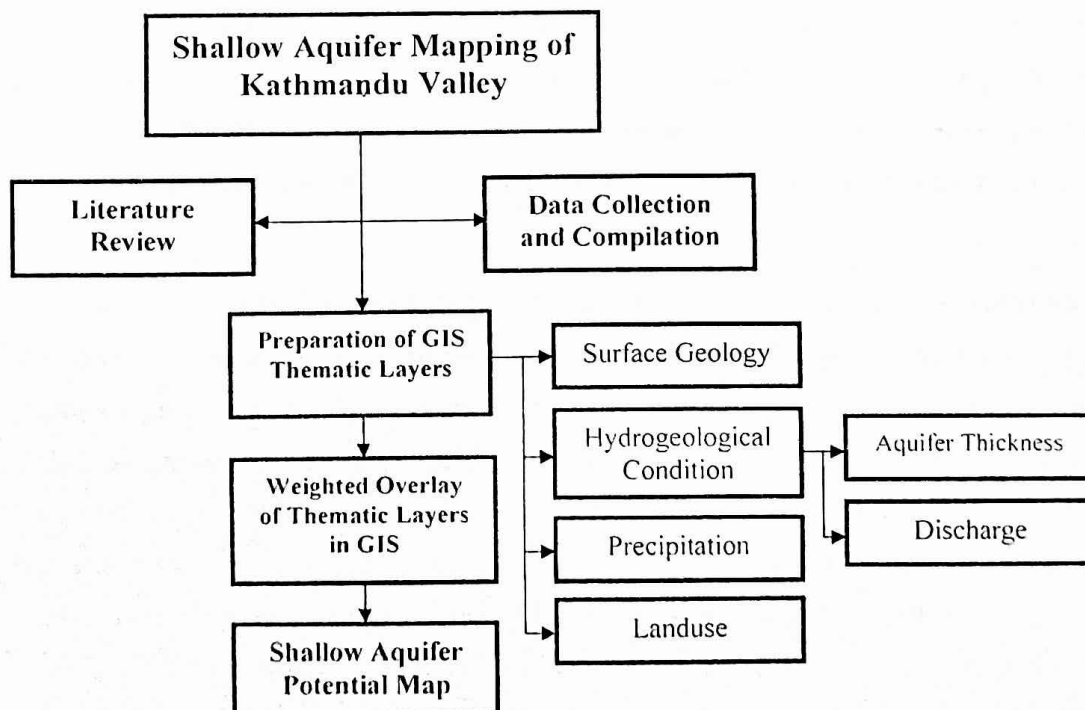 Shallow Aquifer Mapping of
Kathmandu Valley
Literature
Review
Data Collection
and Compilation
Preparation of GIS
Thematic Layers
Surface Geology
Hydrogeological
Condition
Aquifer Thickness
Weighted Overlay
of Thematic Layers
in GIS
Discharge
Precipitation
Landuse
Shallow Aquifer
Potential Map